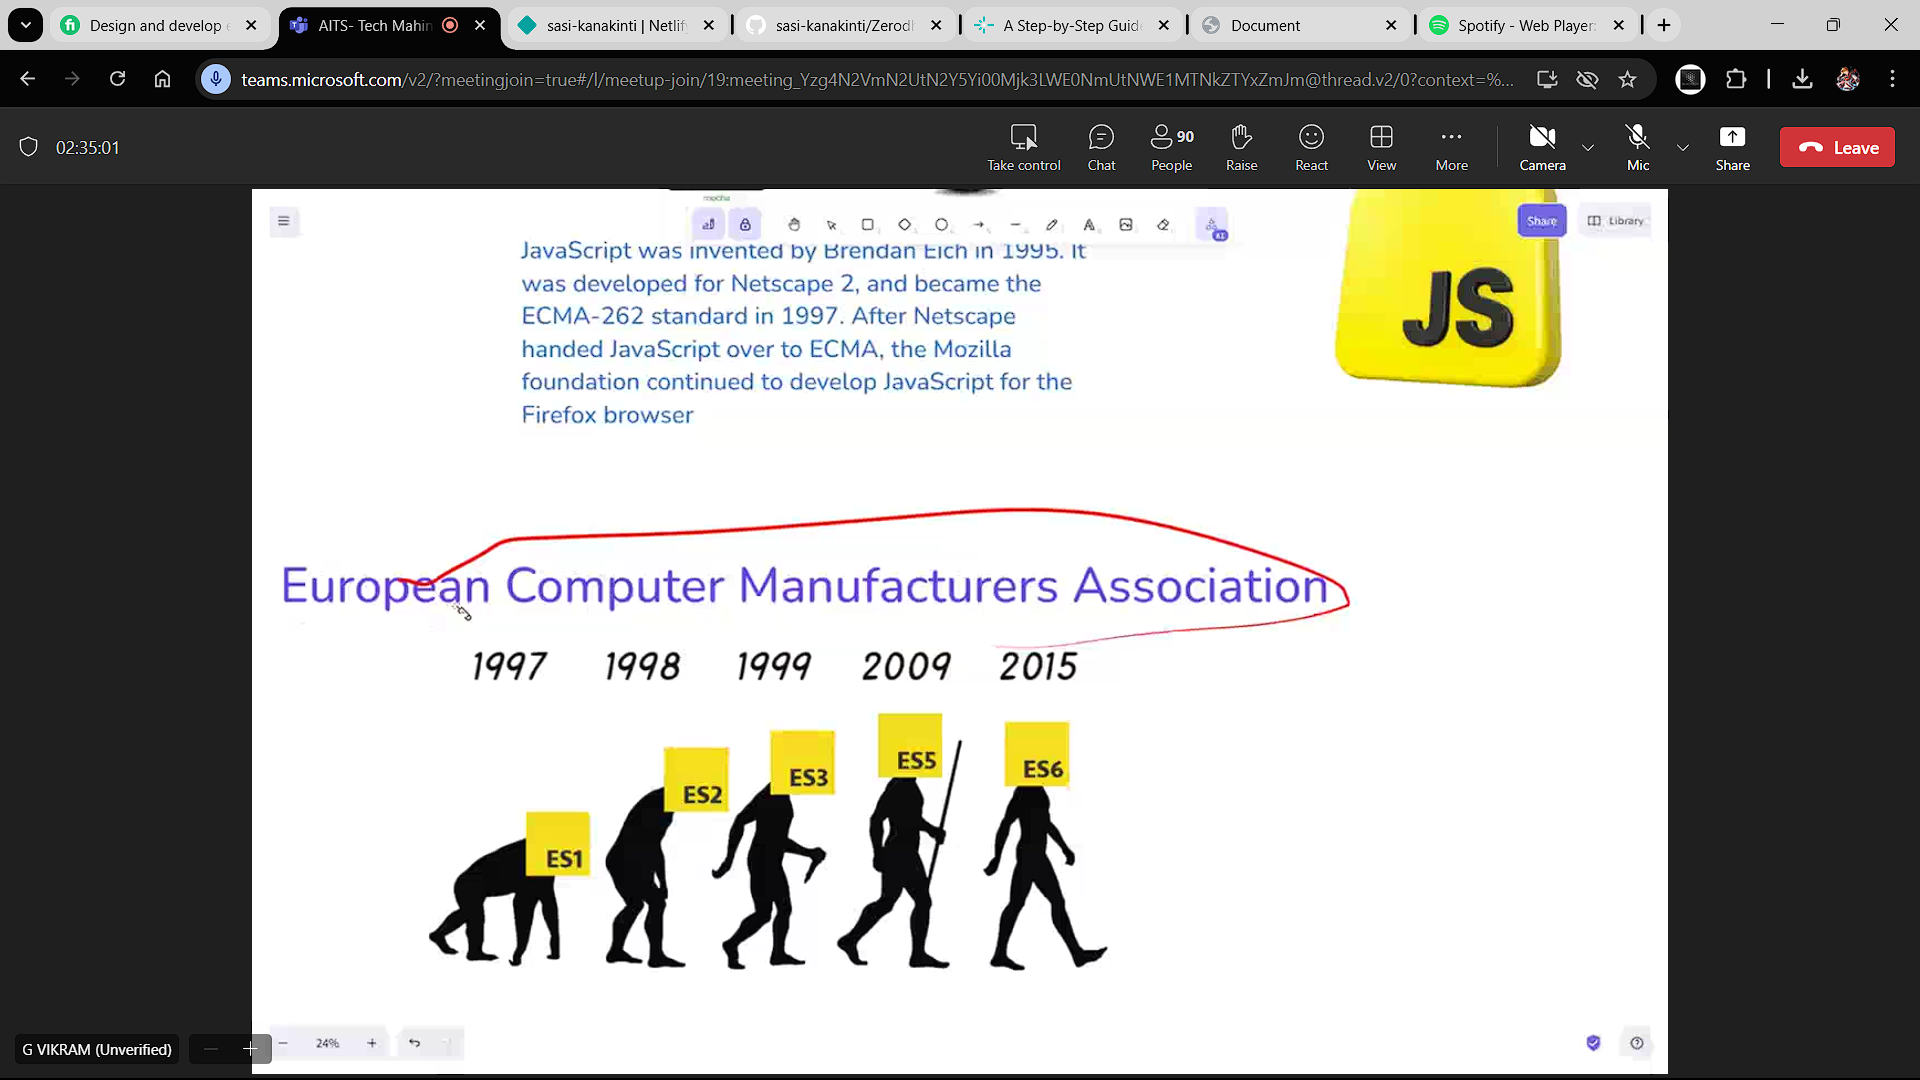 Design and develop e
AITS- Tech Mahin
sasi-kanakinti | Netlify
sasi-kanakinti/Zerodh
A Step-by-Step Guide
Document
Spotify - Web Player:
teams.microsoft.com/v2/?meetingjoin=true#/l/meetup-join/19:meeting_Yzg4N2VmN2UtN2Y5Yi00Mjk3LWE0NmUtNWE1MTNkZTYxZmJm@thread.v2/0?context=%...
02:35:01
Take control
Chat
90
People
Raise
React
View
More
Camera
Mic
Share
Leave
mocha
Share
Library
JavaScript was invented by Brendan Eich in 1995. It
was developed for Netscape 2, and became the
ECMA-262 standard in 1997. After Netscape
handed JavaScript over to ECMA, the Mozilla
foundation continued to develop JavaScript for the
Firefox browser
JS
European Computer Manufacturers Association
1997 1998 1999 2009 2015
ES1 ES2 ES3 ES5 ES6
G VIKRAM (Unverified)
24%